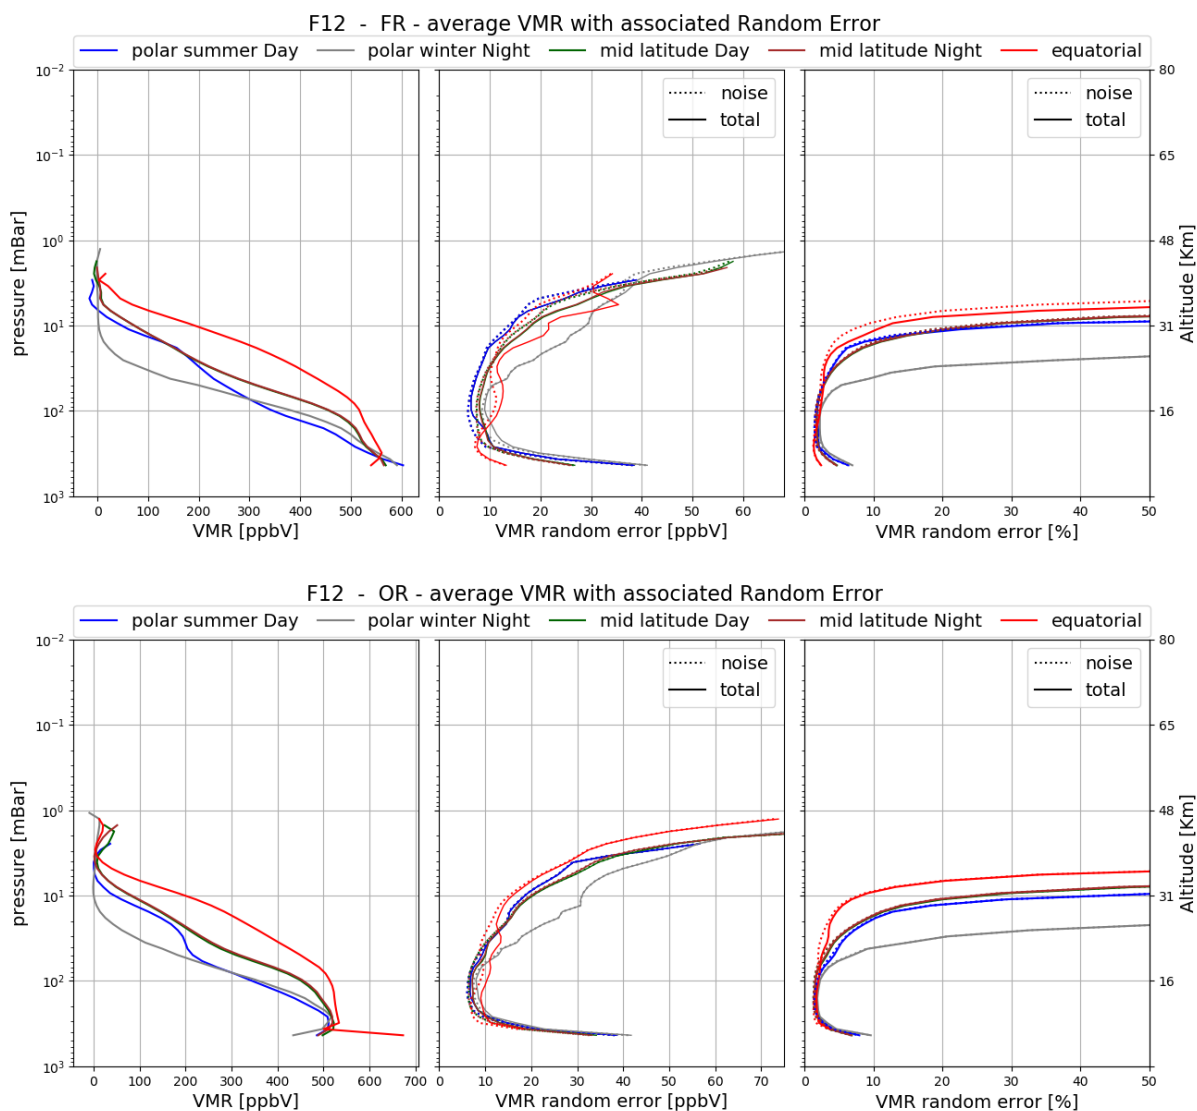 F12 - FR - average VMR with associated Random Error
polar summer Day polar winter Night mid latitude Day mid latitude Night equatorial
pressure [mBar]
10⁻²
10⁻¹
10⁰
10¹
10²
10³
0 100 200 300 400 500 600
VMR [ppbV]
noise
total
0 10 20 30 40 50 60
VMR random error [ppbV]
noise
total
0 10 20 30 40 50
VMR random error [%]
80
65
48
31
16
Altitude [Km]
F12 - OR - average VMR with associated Random Error
polar summer Day polar winter Night mid latitude Day mid latitude Night equatorial
pressure [mBar]
10⁻²
10⁻¹
10⁰
10¹
10²
10³
0 100 200 300 400 500 600 700
VMR [ppbV]
noise
total
0 10 20 30 40 50 60 70
VMR random error [ppbV]
noise
total
0 10 20 30 40 50
VMR random error [%]
80
65
48
31
16
Altitude [Km]